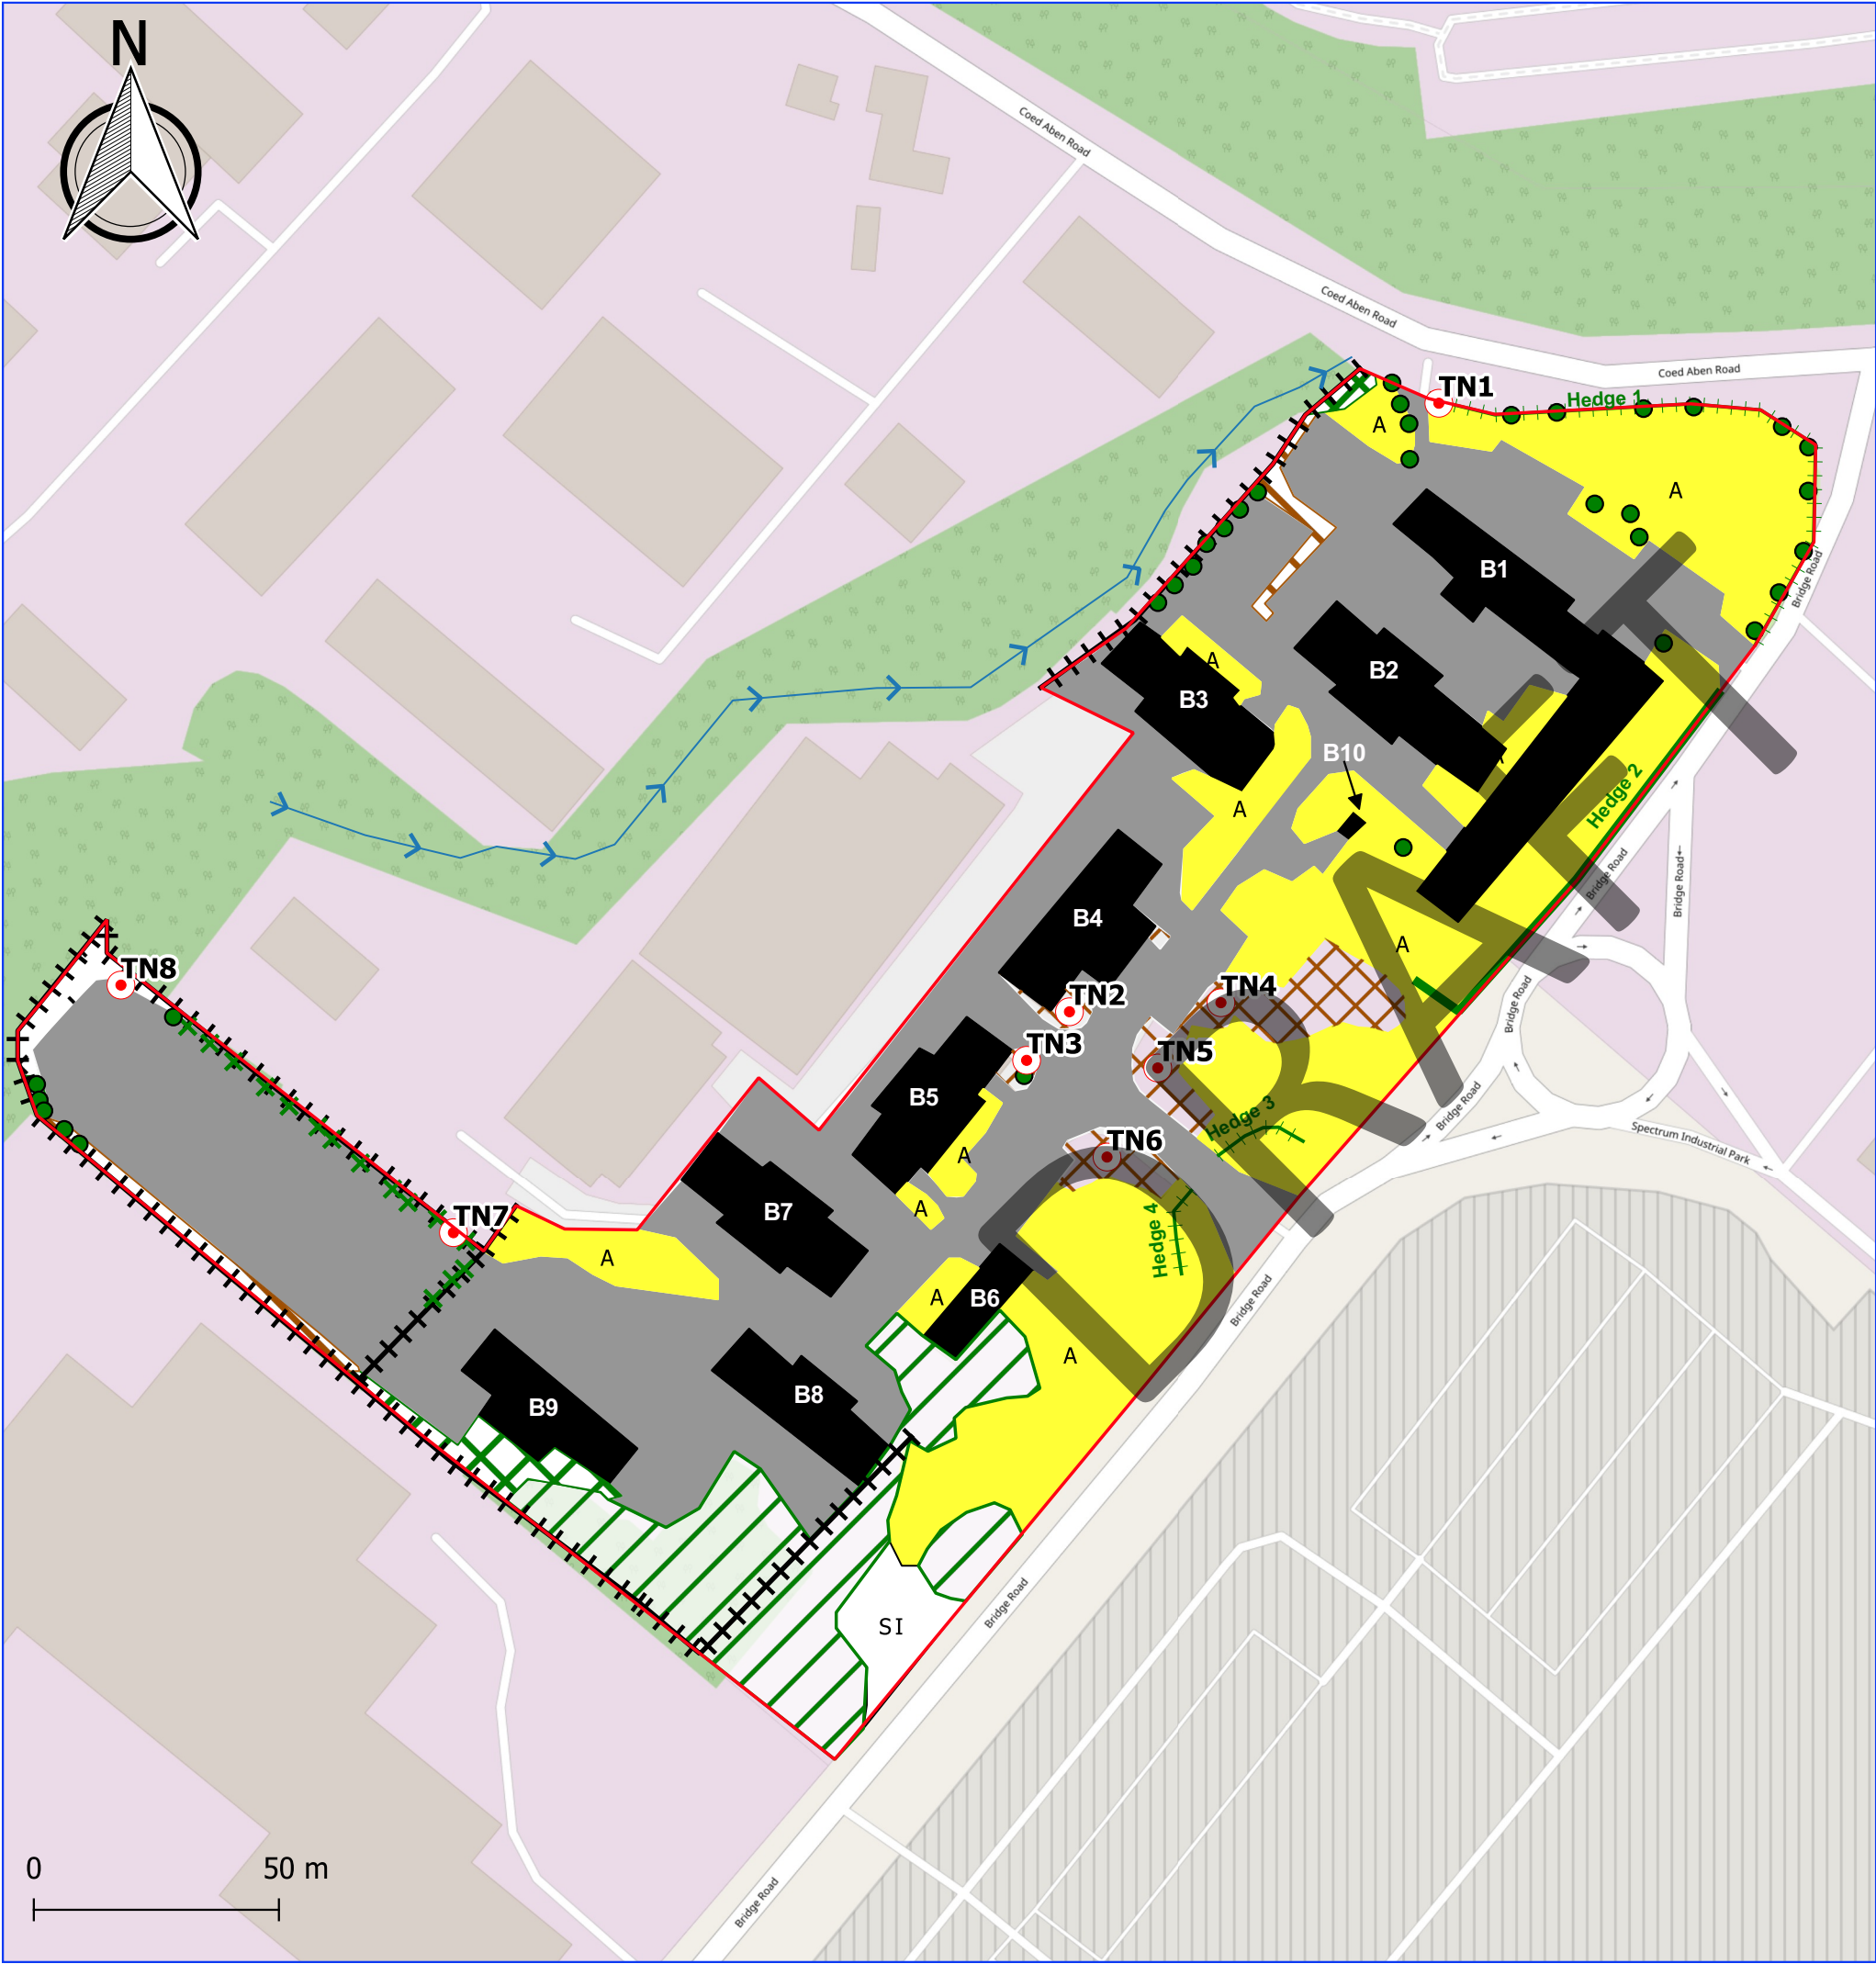 N
Coed Aben Road
Coed Aben Road
Coed Aben Road
TN1
Hedge 1
A
A
B1
Bridge Road
A
B2
B3
B10
A
A
Hedge 2
Bridge Road
Bridge Road
B4
A
TN8
TN2
TN4
Bridge Road
TN3
TN5
B5
Hedge 3
Bridge Road
Spectrum Industrial Park
TN6
A
TN7
B7
A
Hedge 4
A
A
B6
Bridge Road
A
B8
B9
SI
Bridge Road
0 50 m
Bridge Road
DRAFT